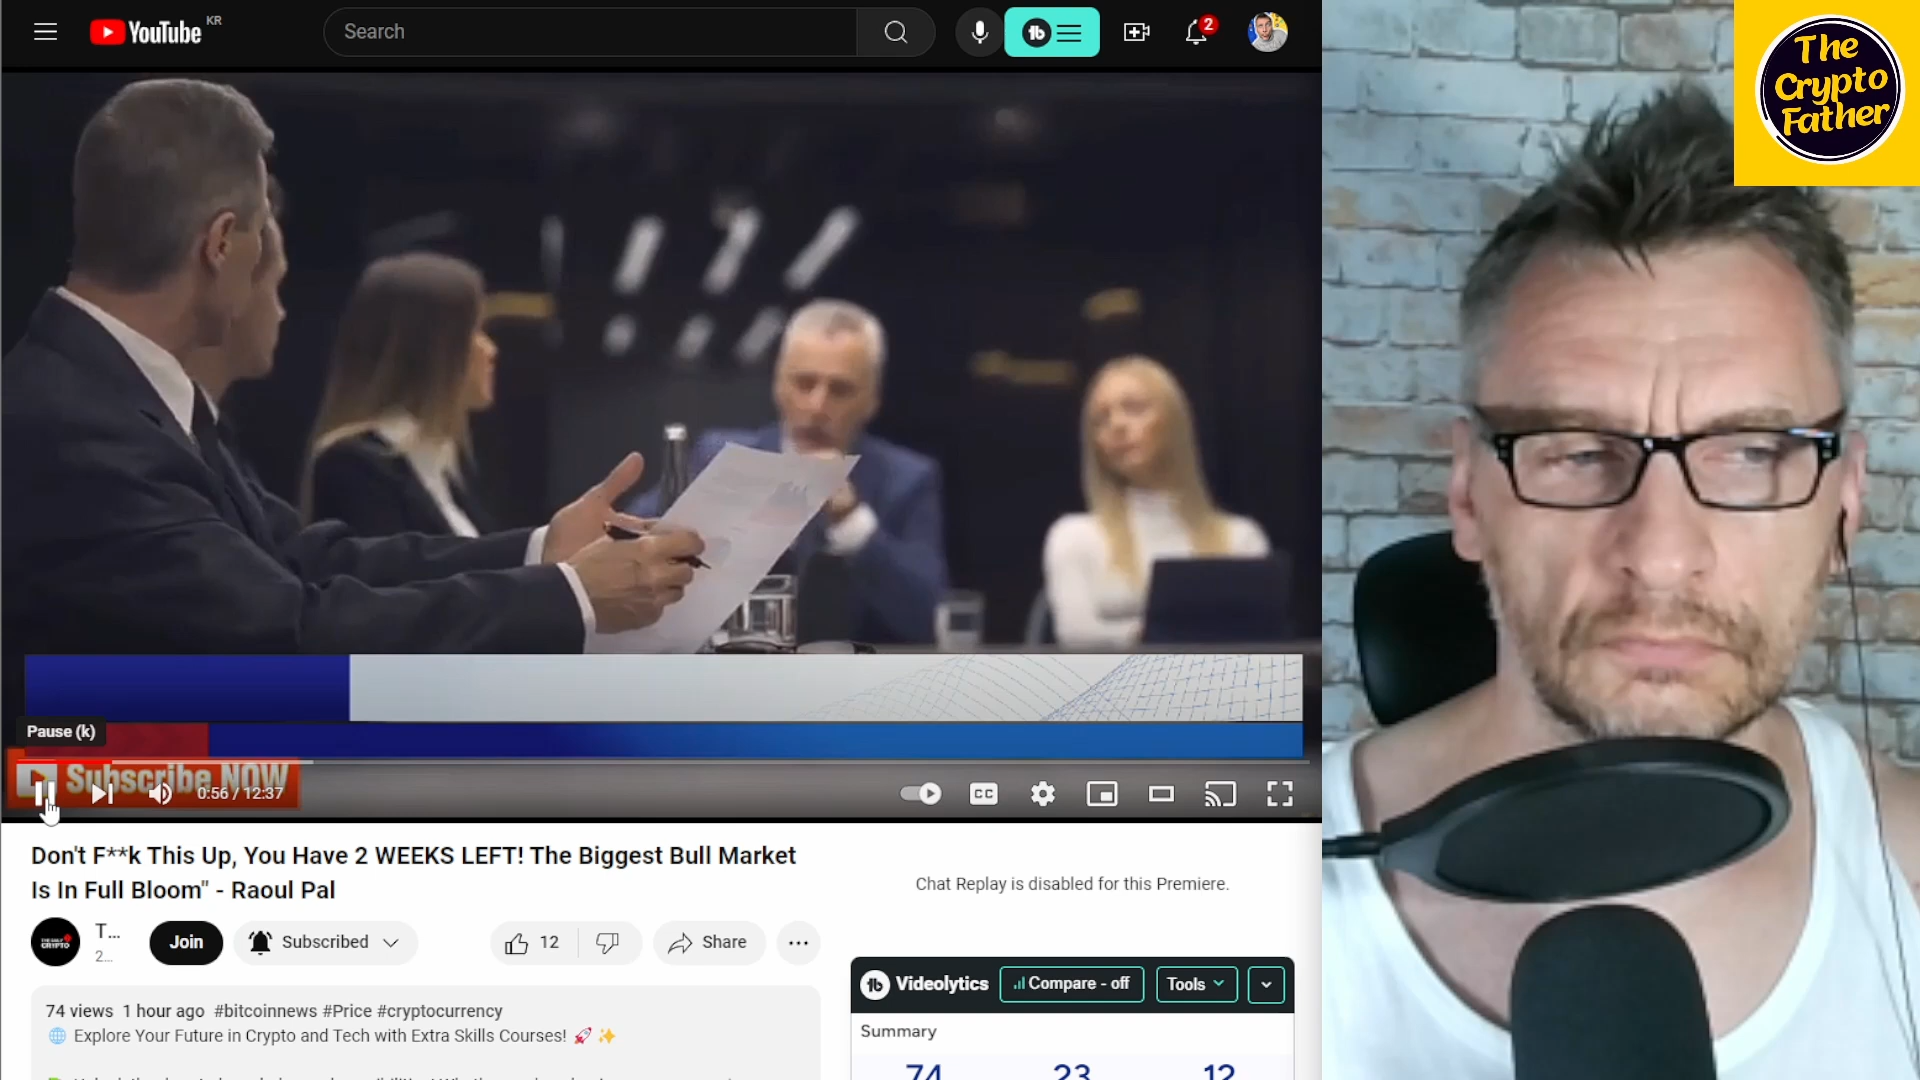 YouTube KR
Search
2
The
Crypto
Father
Pause (k)
Subscribe NOW
0:56 / 12:37
CC
Don't F**k This Up, You Have 2 WEEKS LEFT! The Biggest Bull Market
Is In Full Bloom" - Raoul Pal
Chat Replay is disabled for this Premiere.
T...
2...
Join
Subscribed
12
Share
Videolytics
Compare - off
Tools
74 views 1 hour ago #bitcoinnews #Price #cryptocurrency
🌐 Explore Your Future in Crypto and Tech with Extra Skills Courses! 🚀 ✨
Summary
74
23
12